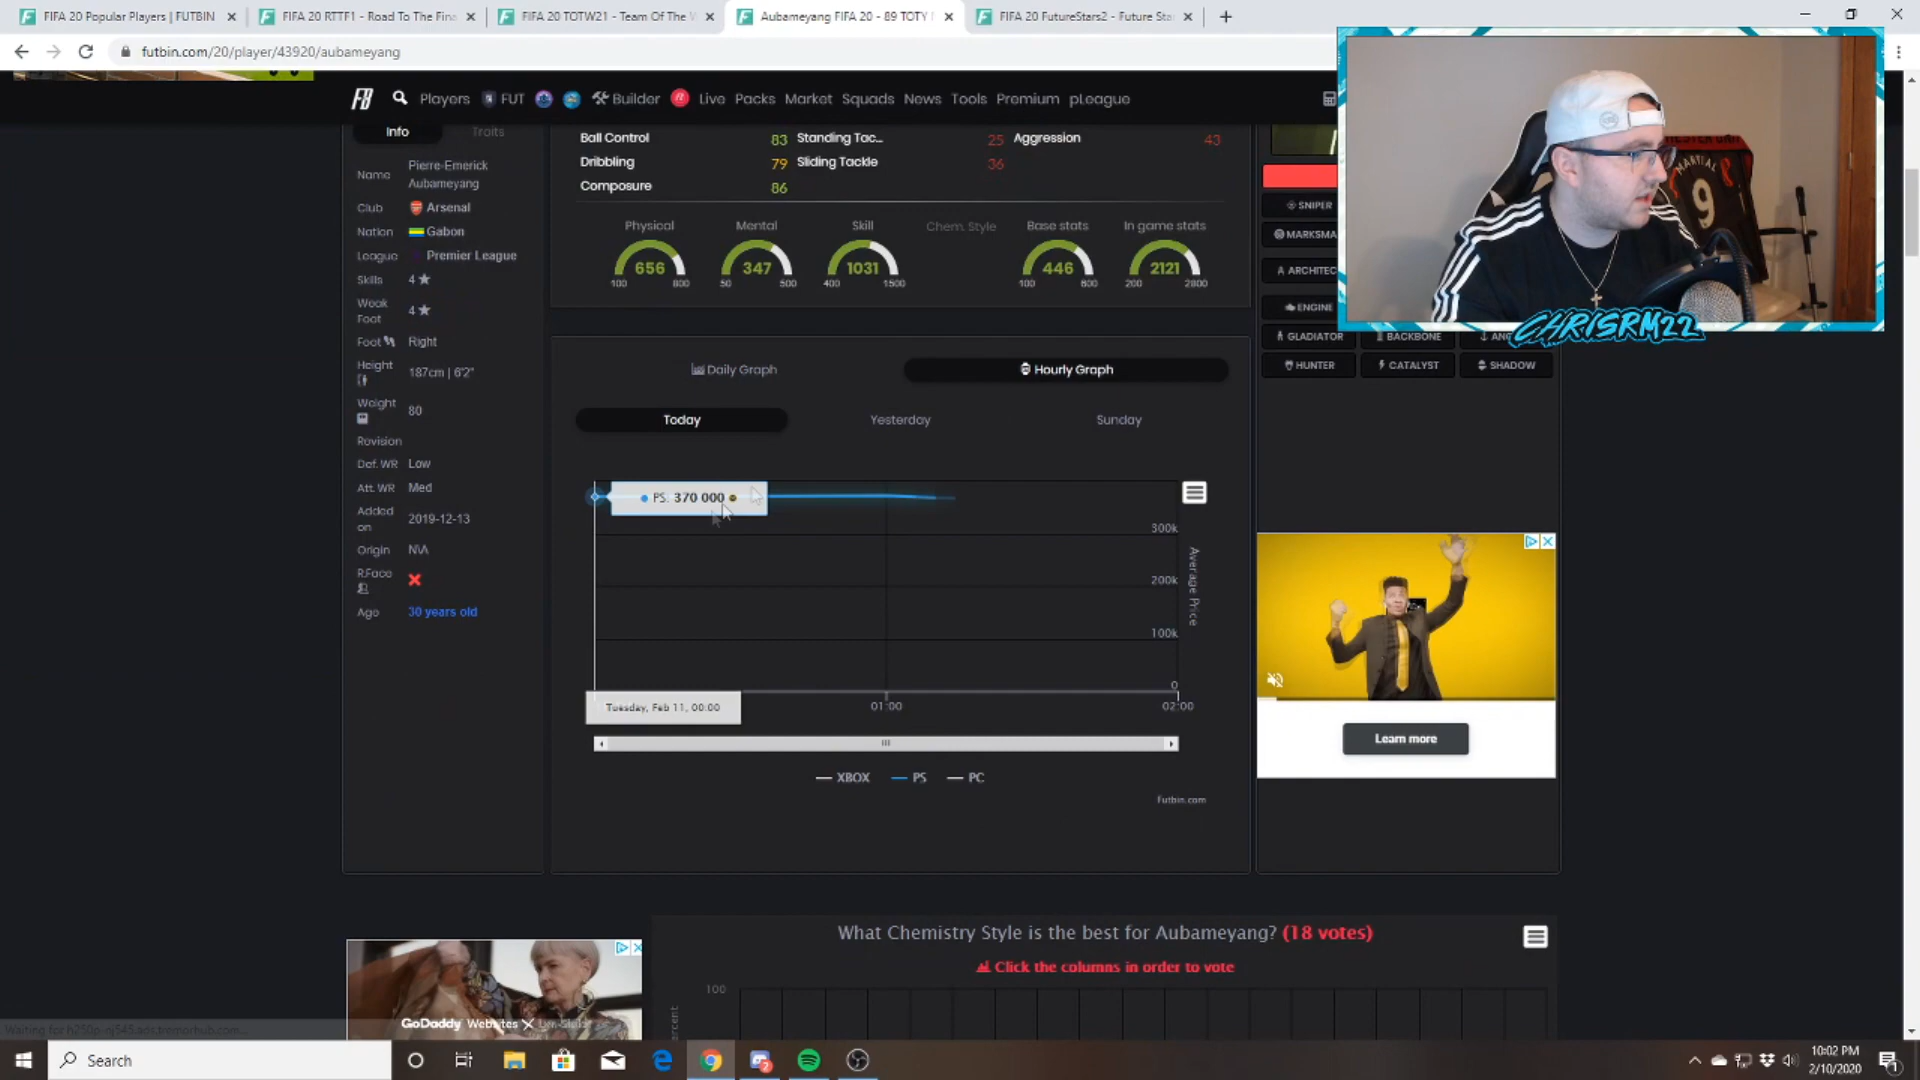 FIFA 20 Popular Players | FUTBIN
FIFA 20 RTTF1 - Road To The Fina
FIFA 20 TOTW21 - Team Of The W
Aubameyang FIFA 20 - 89 TOTY
FIFA 20 FutureStars2 - Future Sta
futbin.com/20/player/43920/aubameyang
FB Players FUT Builder Live Packs Market Squads News Tools Premium pLeague
Info Traits
Name Pierre-Emerick Aubameyang
Club Arsenal
Nation Gabon
League Premier League
Skills 4
Weak Foot 4
Foot Right
Height 187cm | 6'2"
Weight 80
Revision
Def. WR Low
Att. WR Med
Added on 2019-12-13
Origin N\A
R.Face
Age 30 years old
Ball Control 83 Standing Tac... 25 Aggression 43
Dribbling 79 Sliding Tackle 36
Composure 86
Physical Mental Skill Chem. Style Base stats In game stats
656 347 1031 446 2121
100 800 50 500 400 1500 100 600 200 2800
Daily Graph Hourly Graph
Today Yesterday Sunday
PS: 370 000
300k
200k
100k
0
Average Price
Tuesday, Feb 11, 00:00
01:00 02:00
XBOX PS PC
Futbin.com
SNIPER
MARKSMA
ARCHITEC
ENGINE
GLADIATOR BACKBONE ANC
HUNTER CATALYST SHADOW
CHESTER UNIT
MARTIAL
9
CHRISRM22
Learn more
What Chemistry Style is the best for Aubameyang? (18 votes)
Click the columns in order to vote
100
GoDaddy Websites
Search
10:02 PM
2/10/2020